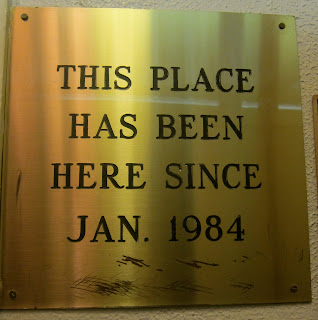 THIS PLACE
HAS BEEN
HERE SINCE
JAN. 1984